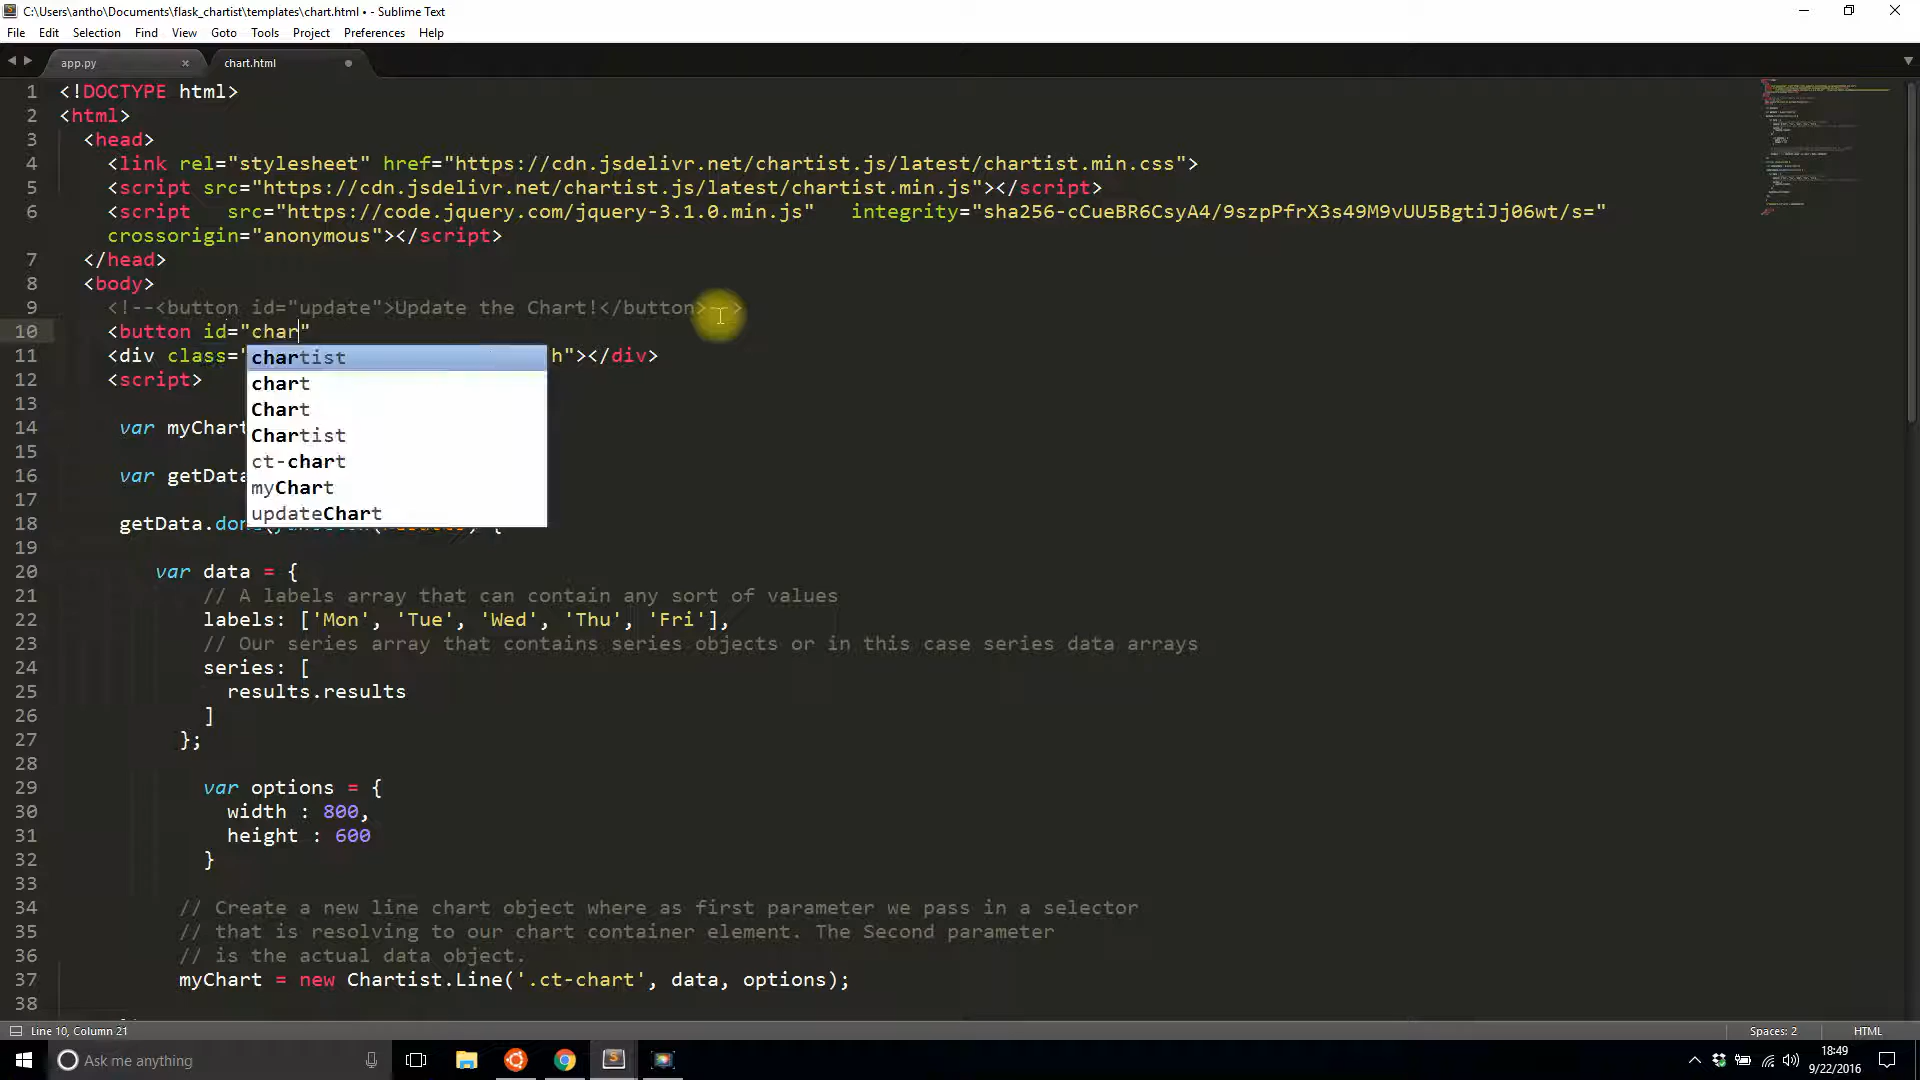 C:\Users\antho\Documents\flask_chartist\templates\chart.html • - Sublime Text
File Edit Selection Find View Goto Tools Project Preferences Help
app.py × chart.html
1 <!DOCTYPE html>
2 <html>
3 <head>
4 <link rel="stylesheet" href="https://cdn.jsdelivr.net/chartist.js/latest/chartist.min.css">
5 <script src="https://cdn.jsdelivr.net/chartist.js/latest/chartist.min.js"></script>
6 <script src="https://code.jquery.com/jquery-3.1.0.min.js" integrity="sha256-cCueBR6CsyA4/9szpPfrX3s49M9vUU5BgtiJj06wt/s="
crossorigin="anonymous"></script>
7 </head>
8 <body>
9 <!--<button id="update">Update the Chart!</button>-->
10 <button id="char"
11 <div class=" h"></div>
12 <script>
13
14 var myChart
15
16 var getData
17
18 getData.done(function(results) {
19
20 var data = {
21 // A labels array that can contain any sort of values
22 labels: ['Mon', 'Tue', 'Wed', 'Thu', 'Fri'],
23 // Our series array that contains series objects or in this case series data arrays
24 series: [
25 results.results
26 ]
27 };
28
29 var options = {
30 width : 800,
31 height : 600
32 }
33
34 // Create a new line chart object where as first parameter we pass in a selector
35 // that is resolving to our chart container element. The Second parameter
36 // is the actual data object.
37 myChart = new Chartist.Line('.ct-chart', data, options);
38
chartist
chart
Chart
Chartist
ct-chart
myChart
updateChart
Line 10, Column 21 Spaces: 2 HTML
Ask me anything
18:49
9/22/2016